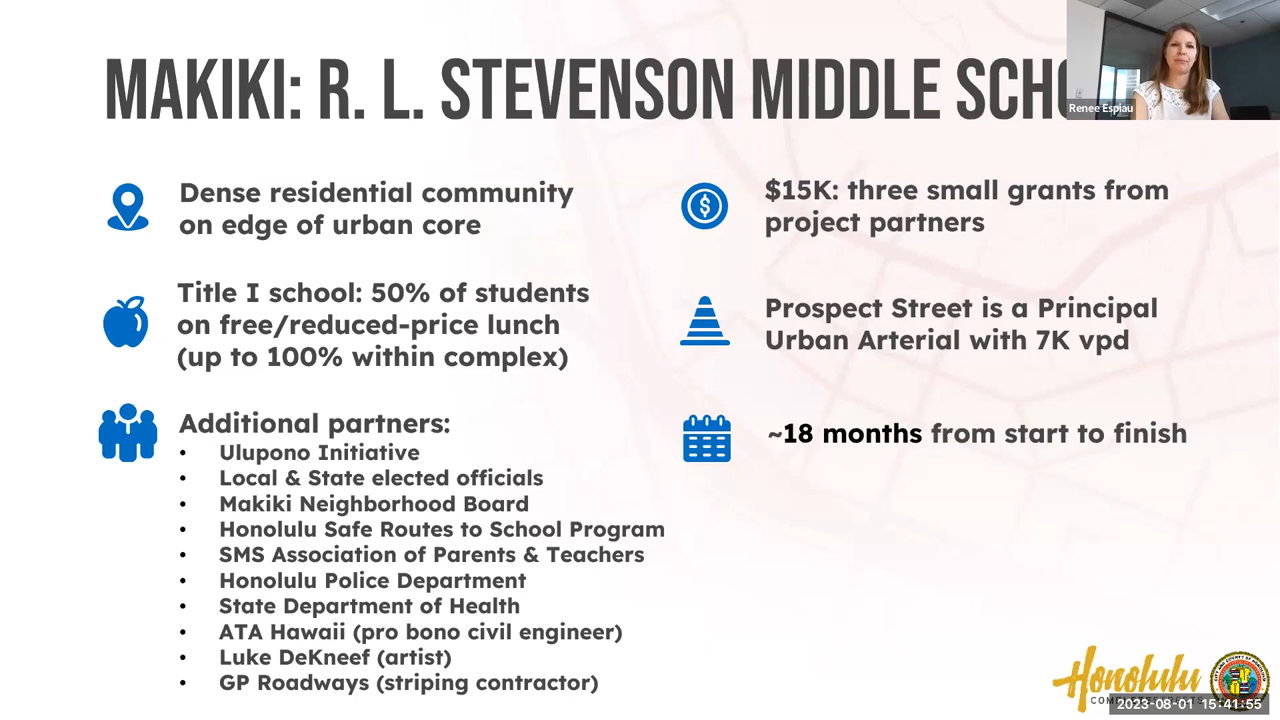 MAKIKI: R. L. STEVENSON MIDDLE SCHO
Renee Espiau
Dense residential community
on edge of urban core
Title I school: 50% of students
on free/reduced-price lunch
(up to 100% within complex)
Additional partners:
• Ulupono Initiative
• Local & State elected officials
• Makiki Neighborhood Board
• Honolulu Safe Routes to School Program
• SMS Association of Parents & Teachers
• Honolulu Police Department
• State Department of Health
• ATA Hawaii (pro bono civil engineer)
• Luke DeKneef (artist)
• GP Roadways (striping contractor)
$
$15K: three small grants from
project partners
Prospect Street is a Principal
Urban Arterial with 7K vpd
~18 months from start to finish
Honolulu
2023-08-01 15:41:55